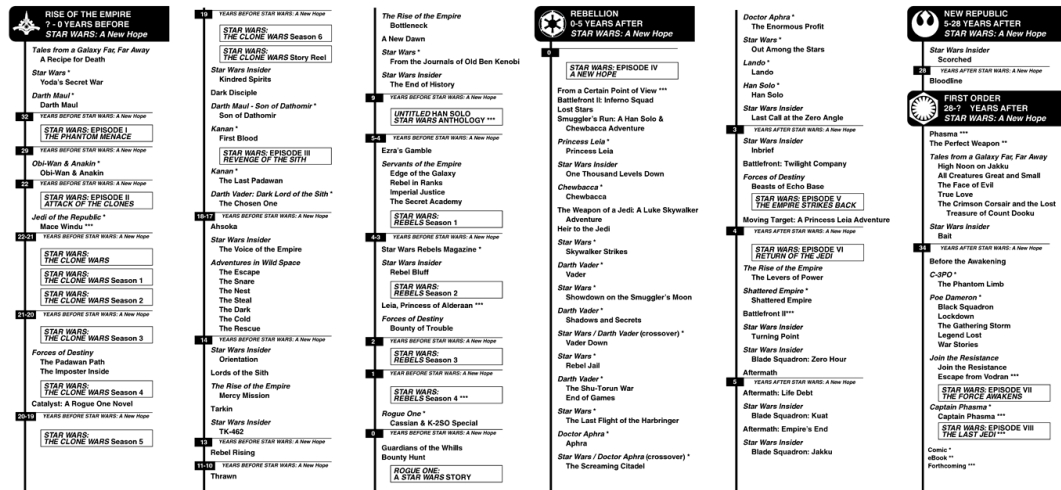 RISE OF THE EMPIRE
? - 0 YEARS BEFORE
STAR WARS: A New Hope
Tales from a Galaxy Far, Far Away
A Recipe for Death
Star Wars *
Yoda's Secret War
Darth Maul *
Darth Maul
32 YEARS BEFORE STAR WARS: A New Hope
STAR WARS: EPISODE I
THE PHANTOM MENACE
29 YEARS BEFORE STAR WARS: A New Hope
Obi-Wan & Anakin *
Obi-Wan & Anakin
22 YEARS BEFORE STAR WARS: A New Hope
STAR WARS: EPISODE II
ATTACK OF THE CLONES
Jedi of the Republic *
Mace Windu ***
22-21 YEARS BEFORE STAR WARS: A New Hope
STAR WARS:
THE CLONE WARS
STAR WARS:
THE CLONE WARS Season 1
STAR WARS:
THE CLONE WARS Season 2
21-20 YEARS BEFORE STAR WARS: A New Hope
STAR WARS:
THE CLONE WARS Season 3
Forces of Destiny
The Padawan Path
The Imposter Inside
STAR WARS:
THE CLONE WARS Season 4
Catalyst: A Rogue One Novel
20-19 YEARS BEFORE STAR WARS: A New Hope
STAR WARS:
THE CLONE WARS Season 5
19 YEARS BEFORE STAR WARS: A New Hope
STAR WARS:
THE CLONE WARS Season 6
STAR WARS:
THE CLONE WARS Story Reel
Star Wars Insider
Kindred Spirits
Dark Disciple
Darth Maul - Son of Dathomir *
Son of Dathomir
Kanan *
First Blood
STAR WARS: EPISODE III
REVENGE OF THE SITH
Kanan *
The Last Padawan
Darth Vader: Dark Lord of the Sith *
The Chosen One
18-17 YEARS BEFORE STAR WARS: A New Hope
Ahsoka
Star Wars Insider
The Voice of the Empire
Adventures in Wild Space
The Escape
The Snare
The Nest
The Steal
The Dark
The Cold
The Rescue
14 YEARS BEFORE STAR WARS: A New Hope
Star Wars Insider
Orientation
Lords of the Sith
The Rise of the Empire
Mercy Mission
Tarkin
Star Wars Insider
TK-462
13 YEARS BEFORE STAR WARS: A New Hope
Rebel Rising
11-10 YEARS BEFORE STAR WARS: A New Hope
Thrawn
The Rise of the Empire
Bottleneck
A New Dawn
Star Wars *
From the Journals of Old Ben Kenobi
Star Wars Insider
The End of History
9 YEARS BEFORE STAR WARS: A New Hope
UNTITLED HAN SOLO
STAR WARS ANTHOLOGY ***
5-4 YEARS BEFORE STAR WARS: A New Hope
Ezra's Gamble
Servants of the Empire
Edge of the Galaxy
Rebel in Ranks
Imperial Justice
The Secret Academy
STAR WARS:
REBELS Season 1
4-3 YEARS BEFORE STAR WARS: A New Hope
Star Wars Rebels Magazine *
Star Wars Insider
Rebel Bluff
STAR WARS:
REBELS Season 2
Leia, Princess of Alderaan ***
Forces of Destiny
Bounty of Trouble
2 YEARS BEFORE STAR WARS: A New Hope
STAR WARS:
REBELS Season 3
1 YEAR BEFORE STAR WARS: A New Hope
STAR WARS:
REBELS Season 4 ***
Rogue One *
Cassian & K-2SO Special
0 YEARS BEFORE STAR WARS: A New Hope
Guardians of the Whills
Bounty Hunt
ROGUE ONE:
A STAR WARS STORY
REBELLION
0-5 YEARS AFTER
STAR WARS: A New Hope
0
STAR WARS: EPISODE IV
A NEW HOPE
From a Certain Point of View ***
Battlefront II: Inferno Squad
Lost Stars
Smuggler's Run: A Han Solo &
Chewbacca Adventure
Princess Leia *
Princess Leia
Star Wars Insider
One Thousand Levels Down
Chewbacca *
Chewbacca
The Weapon of a Jedi: A Luke Skywalker
Adventure
Heir to the Jedi
Star Wars *
Skywalker Strikes
Darth Vader *
Vader
Star Wars *
Showdown on the Smuggler's Moon
Darth Vader *
Shadows and Secrets
Star Wars / Darth Vader (crossover) *
Vader Down
Star Wars *
Rebel Jail
Darth Vader *
The Shu-Torun War
End of Games
Star Wars *
The Last Flight of the Harbringer
Doctor Aphra *
Aphra
Star Wars / Doctor Aphra (crossover) *
The Screaming Citadel
Doctor Aphra *
The Enormous Profit
Star Wars *
Out Among the Stars
Lando *
Lando
Han Solo *
Han Solo
Star Wars Insider
Last Call at the Zero Angle
3 YEARS AFTER STAR WARS: A New Hope
Star Wars Insider
Inbrief
Battlefront: Twilight Company
Forces of Destiny
Beasts of Echo Base
STAR WARS: EPISODE V
THE EMPIRE STRIKES BACK
Moving Target: A Princess Leia Adventure
4 YEARS AFTER STAR WARS: A New Hope
STAR WARS: EPISODE VI
RETURN OF THE JEDI
The Rise of the Empire
The Levers of Power
Shattered Empire *
Shattered Empire
Battlefront II***
Star Wars Insider
Turning Point
Star Wars Insider
Blade Squadron: Zero Hour
Aftermath
5 YEARS AFTER STAR WARS: A New Hope
Aftermath: Life Debt
Star Wars Insider
Blade Squadron: Kuat
Aftermath: Empire's End
Star Wars Insider
Blade Squadron: Jakku
NEW REPUBLIC
5-28 YEARS AFTER
STAR WARS: A New Hope
Star Wars Insider
Scorched
28 YEARS AFTER STAR WARS: A New Hope
Bloodline
FIRST ORDER
28-? YEARS AFTER
STAR WARS: A New Hope
Phasma ***
The Perfect Weapon **
Tales from a Galaxy Far, Far Away
High Noon on Jakku
All Creatures Great and Small
The Face of Evil
True Love
The Crimson Corsair and the Lost
Treasure of Count Dooku
Star Wars Insider
Bait
34 YEARS AFTER STAR WARS: A New Hope
Before the Awakening
C-3PO *
The Phantom Limb
Poe Dameron *
Black Squadron
Lockdown
The Gathering Storm
Legend Lost
War Stories
Join the Resistance
Join the Resistance
Escape from Vodran ***
STAR WARS: EPISODE VII
THE FORCE AWAKENS
Captain Phasma *
Captain Phasma ***
STAR WARS: EPISODE VIII
THE LAST JEDI ***
Comic *
eBook **
Forthcoming ***